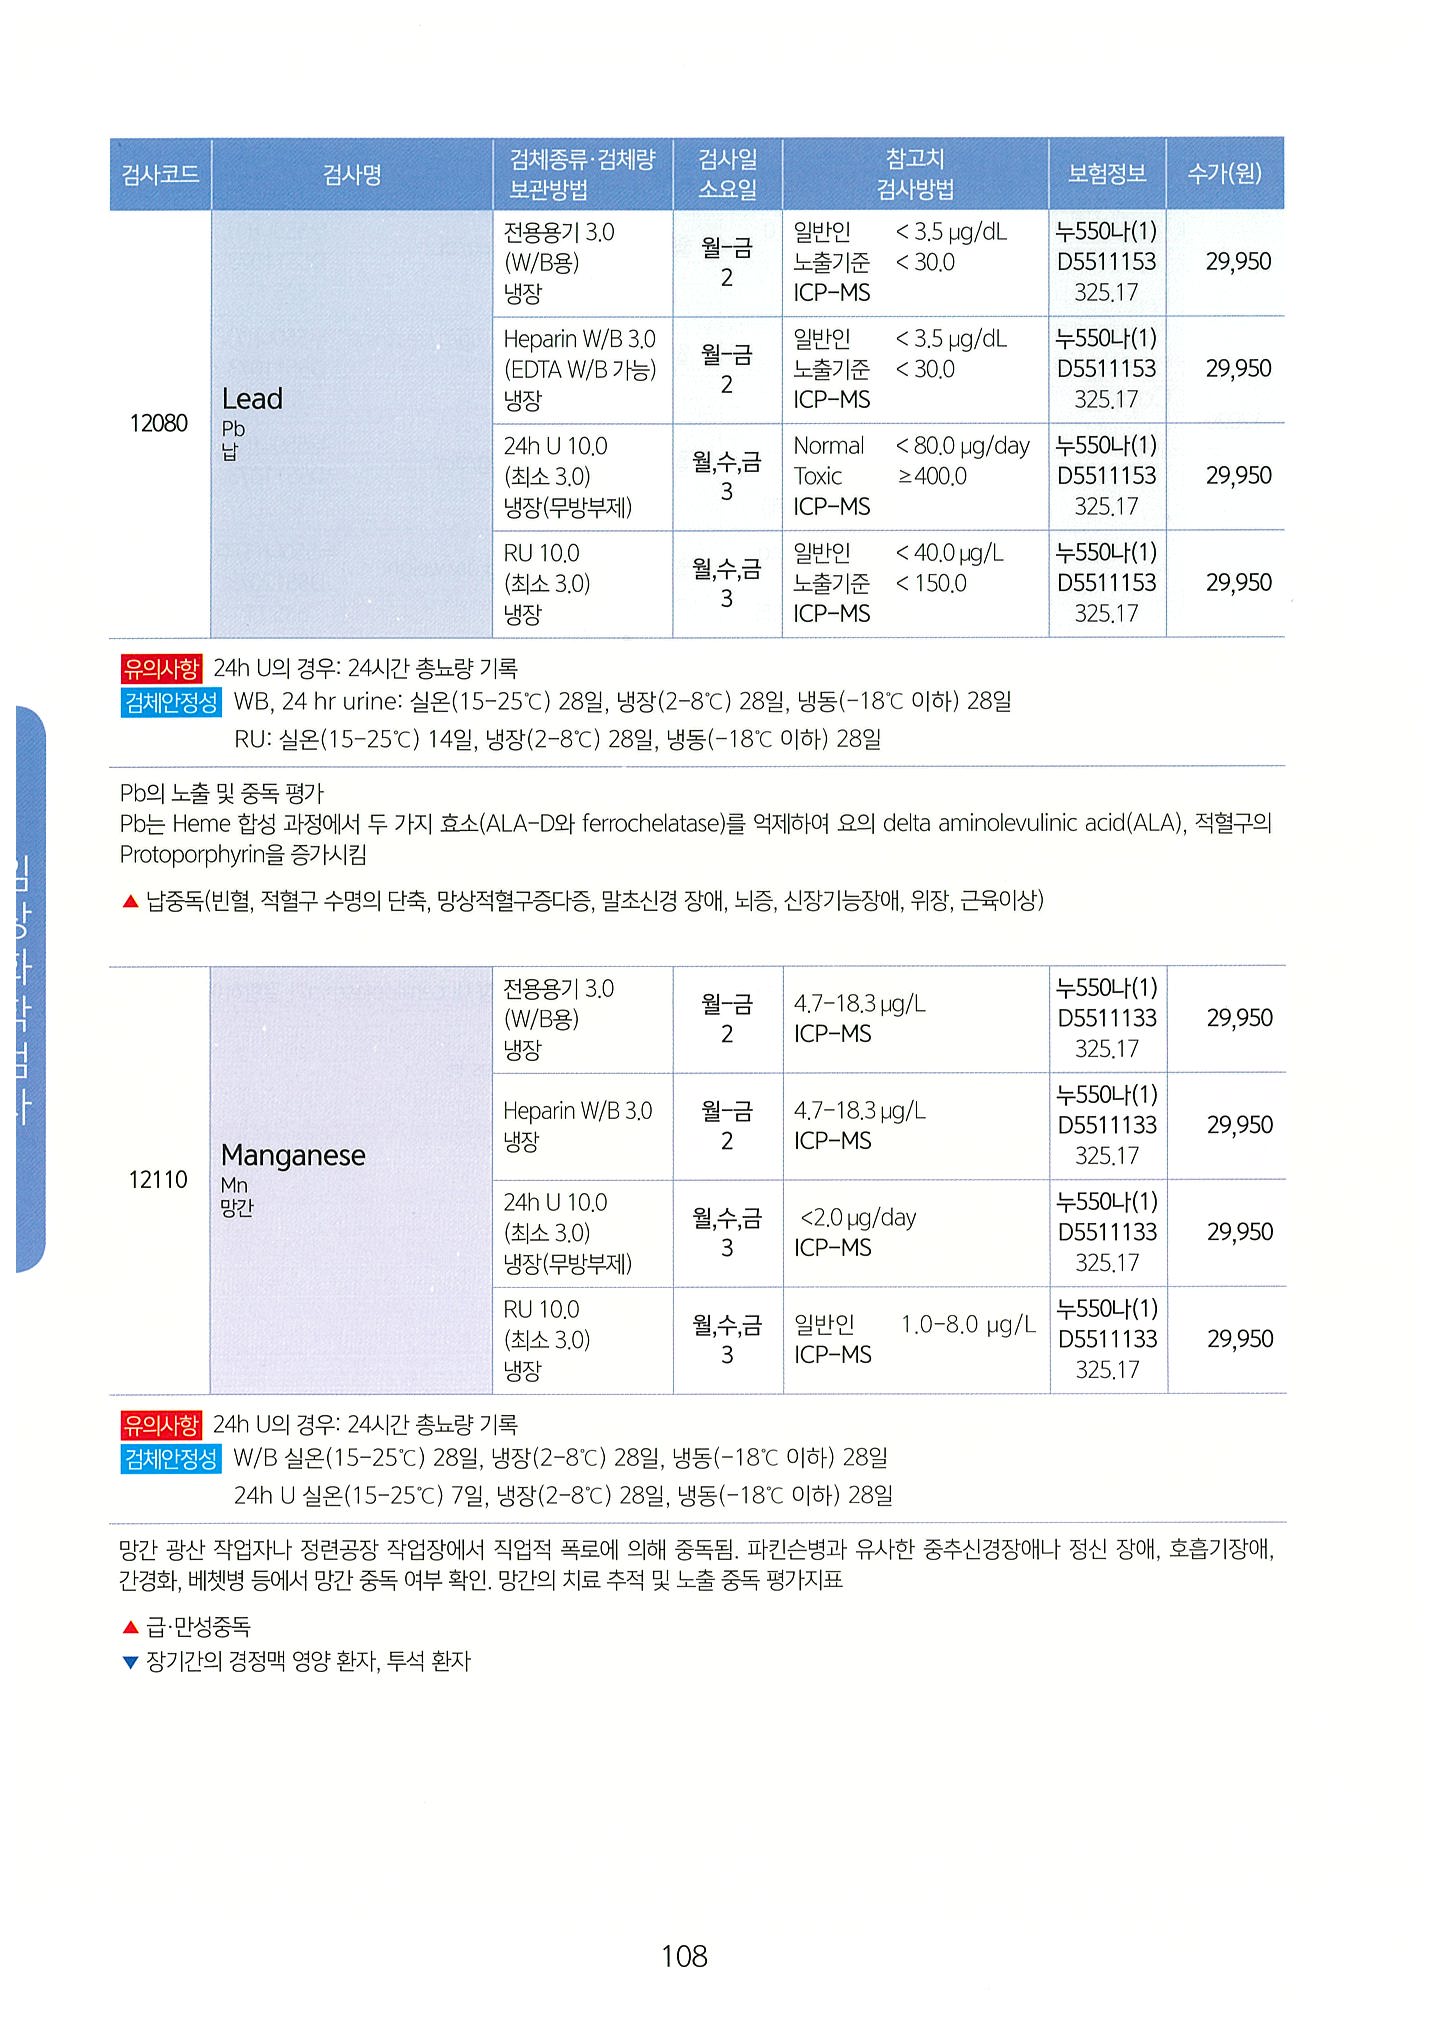 검사코드 검사명 검체종류·검체량 보관방법 검사일 소요일 참고치 검사방법 보험정보 수가(원)
12080
Lead
Pb
납
전용용기 3.0
(W/B용)
냉장
월-금
2
일반인 < 3.5 µg/dL
노출기준 < 30.0
ICP-MS
누550나(1)
D5511153
325.17
29,950
Heparin W/B 3.0
(EDTA W/B 가능)
냉장
월-금
2
일반인 < 3.5 µg/dL
노출기준 < 30.0
ICP-MS
누550나(1)
D5511153
325.17
29,950
24h U 10.0
(최소 3.0)
냉장(무방부제)
월,수,금
3
Normal < 80.0 µg/day
Toxic ≥400.0
ICP-MS
누550나(1)
D5511153
325.17
29,950
RU 10.0
(최소 3.0)
냉장
월,수,금
3
일반인 < 40.0 µg/L
노출기준 < 150.0
ICP-MS
누550나(1)
D5511153
325.17
29,950
유의사항 24h U의 경우: 24시간 총뇨량 기록
검체안정성 WB, 24 hr urine: 실온(15-25℃) 28일, 냉장(2-8℃) 28일, 냉동(-18℃ 이하) 28일
RU: 실온(15-25℃) 14일, 냉장(2-8℃) 28일, 냉동(-18℃ 이하) 28일
Pb의 노출 및 중독 평가
Pb는 Heme 합성 과정에서 두 가지 효소(ALA-D와 ferrochelatase)를 억제하여 요의 delta aminolevulinic acid(ALA), 적혈구의
Protoporphyrin을 증가시킴
▲ 납중독(빈혈, 적혈구 수명의 단축, 망상적혈구증다증, 말초신경 장애, 뇌증, 신장기능장애, 위장, 근육이상)
12110
Manganese
Mn
망간
전용용기 3.0
(W/B용)
냉장
월-금
2
4.7-18.3 µg/L
ICP-MS
누550나(1)
D5511133
325.17
29,950
Heparin W/B 3.0
냉장
월-금
2
4.7-18.3 µg/L
ICP-MS
누550나(1)
D5511133
325.17
29,950
24h U 10.0
(최소 3.0)
냉장(무방부제)
월,수,금
3
<2.0 µg/day
ICP-MS
누550나(1)
D5511133
325.17
29,950
RU 10.0
(최소 3.0)
냉장
월,수,금
3
일반인 1.0-8.0 µg/L
ICP-MS
누550나(1)
D5511133
325.17
29,950
유의사항 24h U의 경우: 24시간 총뇨량 기록
검체안정성 W/B 실온(15-25℃) 28일, 냉장(2-8℃) 28일, 냉동(-18℃ 이하) 28일
24h U 실온(15-25℃) 7일, 냉장(2-8℃) 28일, 냉동(-18℃ 이하) 28일
망간 광산 작업자나 정련공장 작업장에서 직업적 폭로에 의해 중독됨. 파킨슨병과 유사한 중추신경장애나 정신 장애, 호흡기장애,
간경화, 베쳇병 등에서 망간 중독 여부 확인. 망간의 치료 추적 및 노출 중독 평가지표
▲ 급·만성중독
▼ 장기간의 경정맥 영양 환자, 투석 환자
108